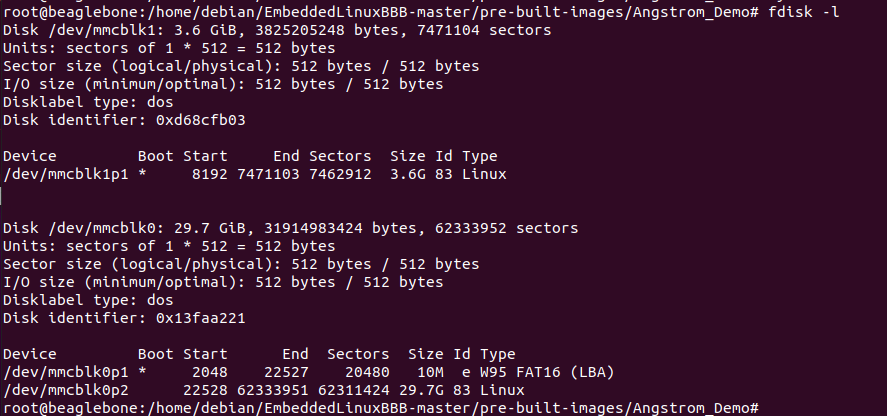 root@beaglebone:/home/debian/EmbeddedLinuxBBB-master/pre-built-images/Angstrom_Demo# fdisk -l
Disk /dev/mmcblk1: 3.6 GiB, 3825205248 bytes, 7471104 sectors
Units: sectors of 1 * 512 = 512 bytes
Sector size (logical/physical): 512 bytes / 512 bytes
I/O size (minimum/optimal): 512 bytes / 512 bytes
Disklabel type: dos
Disk identifier: 0xd68cfb03
Device         Boot Start     End Sectors  Size Id Type
/dev/mmcblk1p1 *     8192 7471103 7462912  3.6G 83 Linux
Disk /dev/mmcblk0: 29.7 GiB, 31914983424 bytes, 62333952 sectors
Units: sectors of 1 * 512 = 512 bytes
Sector size (logical/physical): 512 bytes / 512 bytes
I/O size (minimum/optimal): 512 bytes / 512 bytes
Disklabel type: dos
Disk identifier: 0x13faa221
Device         Boot Start      End  Sectors  Size Id Type
/dev/mmcblk0p1 *     2048    22527    20480   10M  e W95 FAT16 (LBA)
/dev/mmcblk0p2      22528 62333951 62311424 29.7G 83 Linux
root@beaglebone:/home/debian/EmbeddedLinuxBBB-master/pre-built-images/Angstrom_Demo#